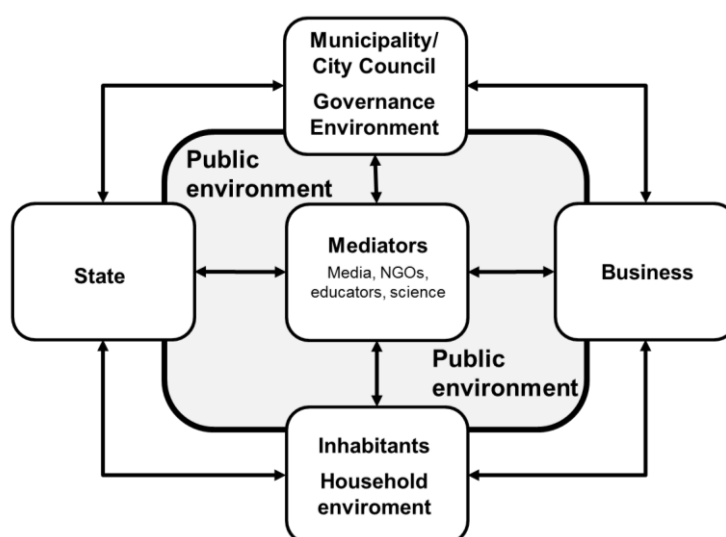 Municipality/
City Council
Governance
Environment
Public
environment
State
Mediators
Media, NGOs,
educators, science
Business
Public
environment
Inhabitants
Household
enviroment